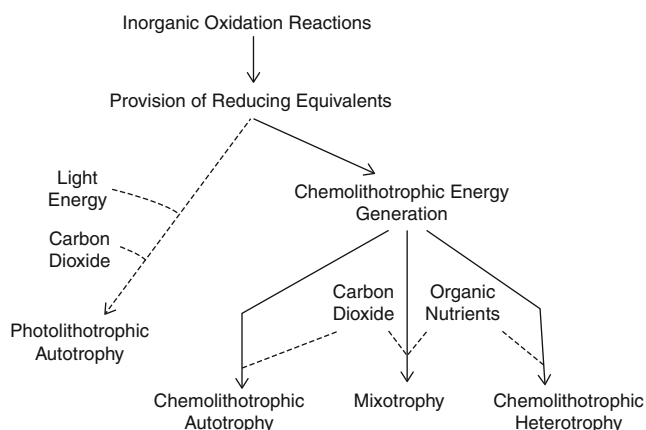 Inorganic Oxidation Reactions
Provision of Reducing Equivalents
Light
Energy
Carbon
Dioxide
Chemolithotrophic Energy
Generation
Carbon
Dioxide
Organic
Nutrients
Photolithotrophic
Autotrophy
Chemolithotrophic
Autotrophy
Mixotrophy
Chemolithotrophic
Heterotrophy